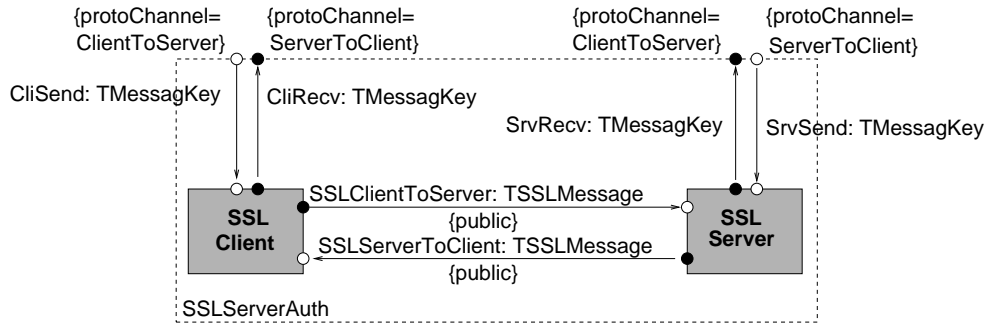 {protoChannel=
ClientToServer}
{protoChannel=
ServerToClient}
{protoChannel=
ClientToServer}
{protoChannel=
ServerToClient}
CliSend: TMessagKey
CliRecv: TMessagKey
SrvRecv: TMessagKey
SrvSend: TMessagKey
SSL
Client
SSLClientToServer: TSSLMessage
{public}
SSLServerToClient: TSSLMessage
{public}
SSL
Server
SSLServerAuth